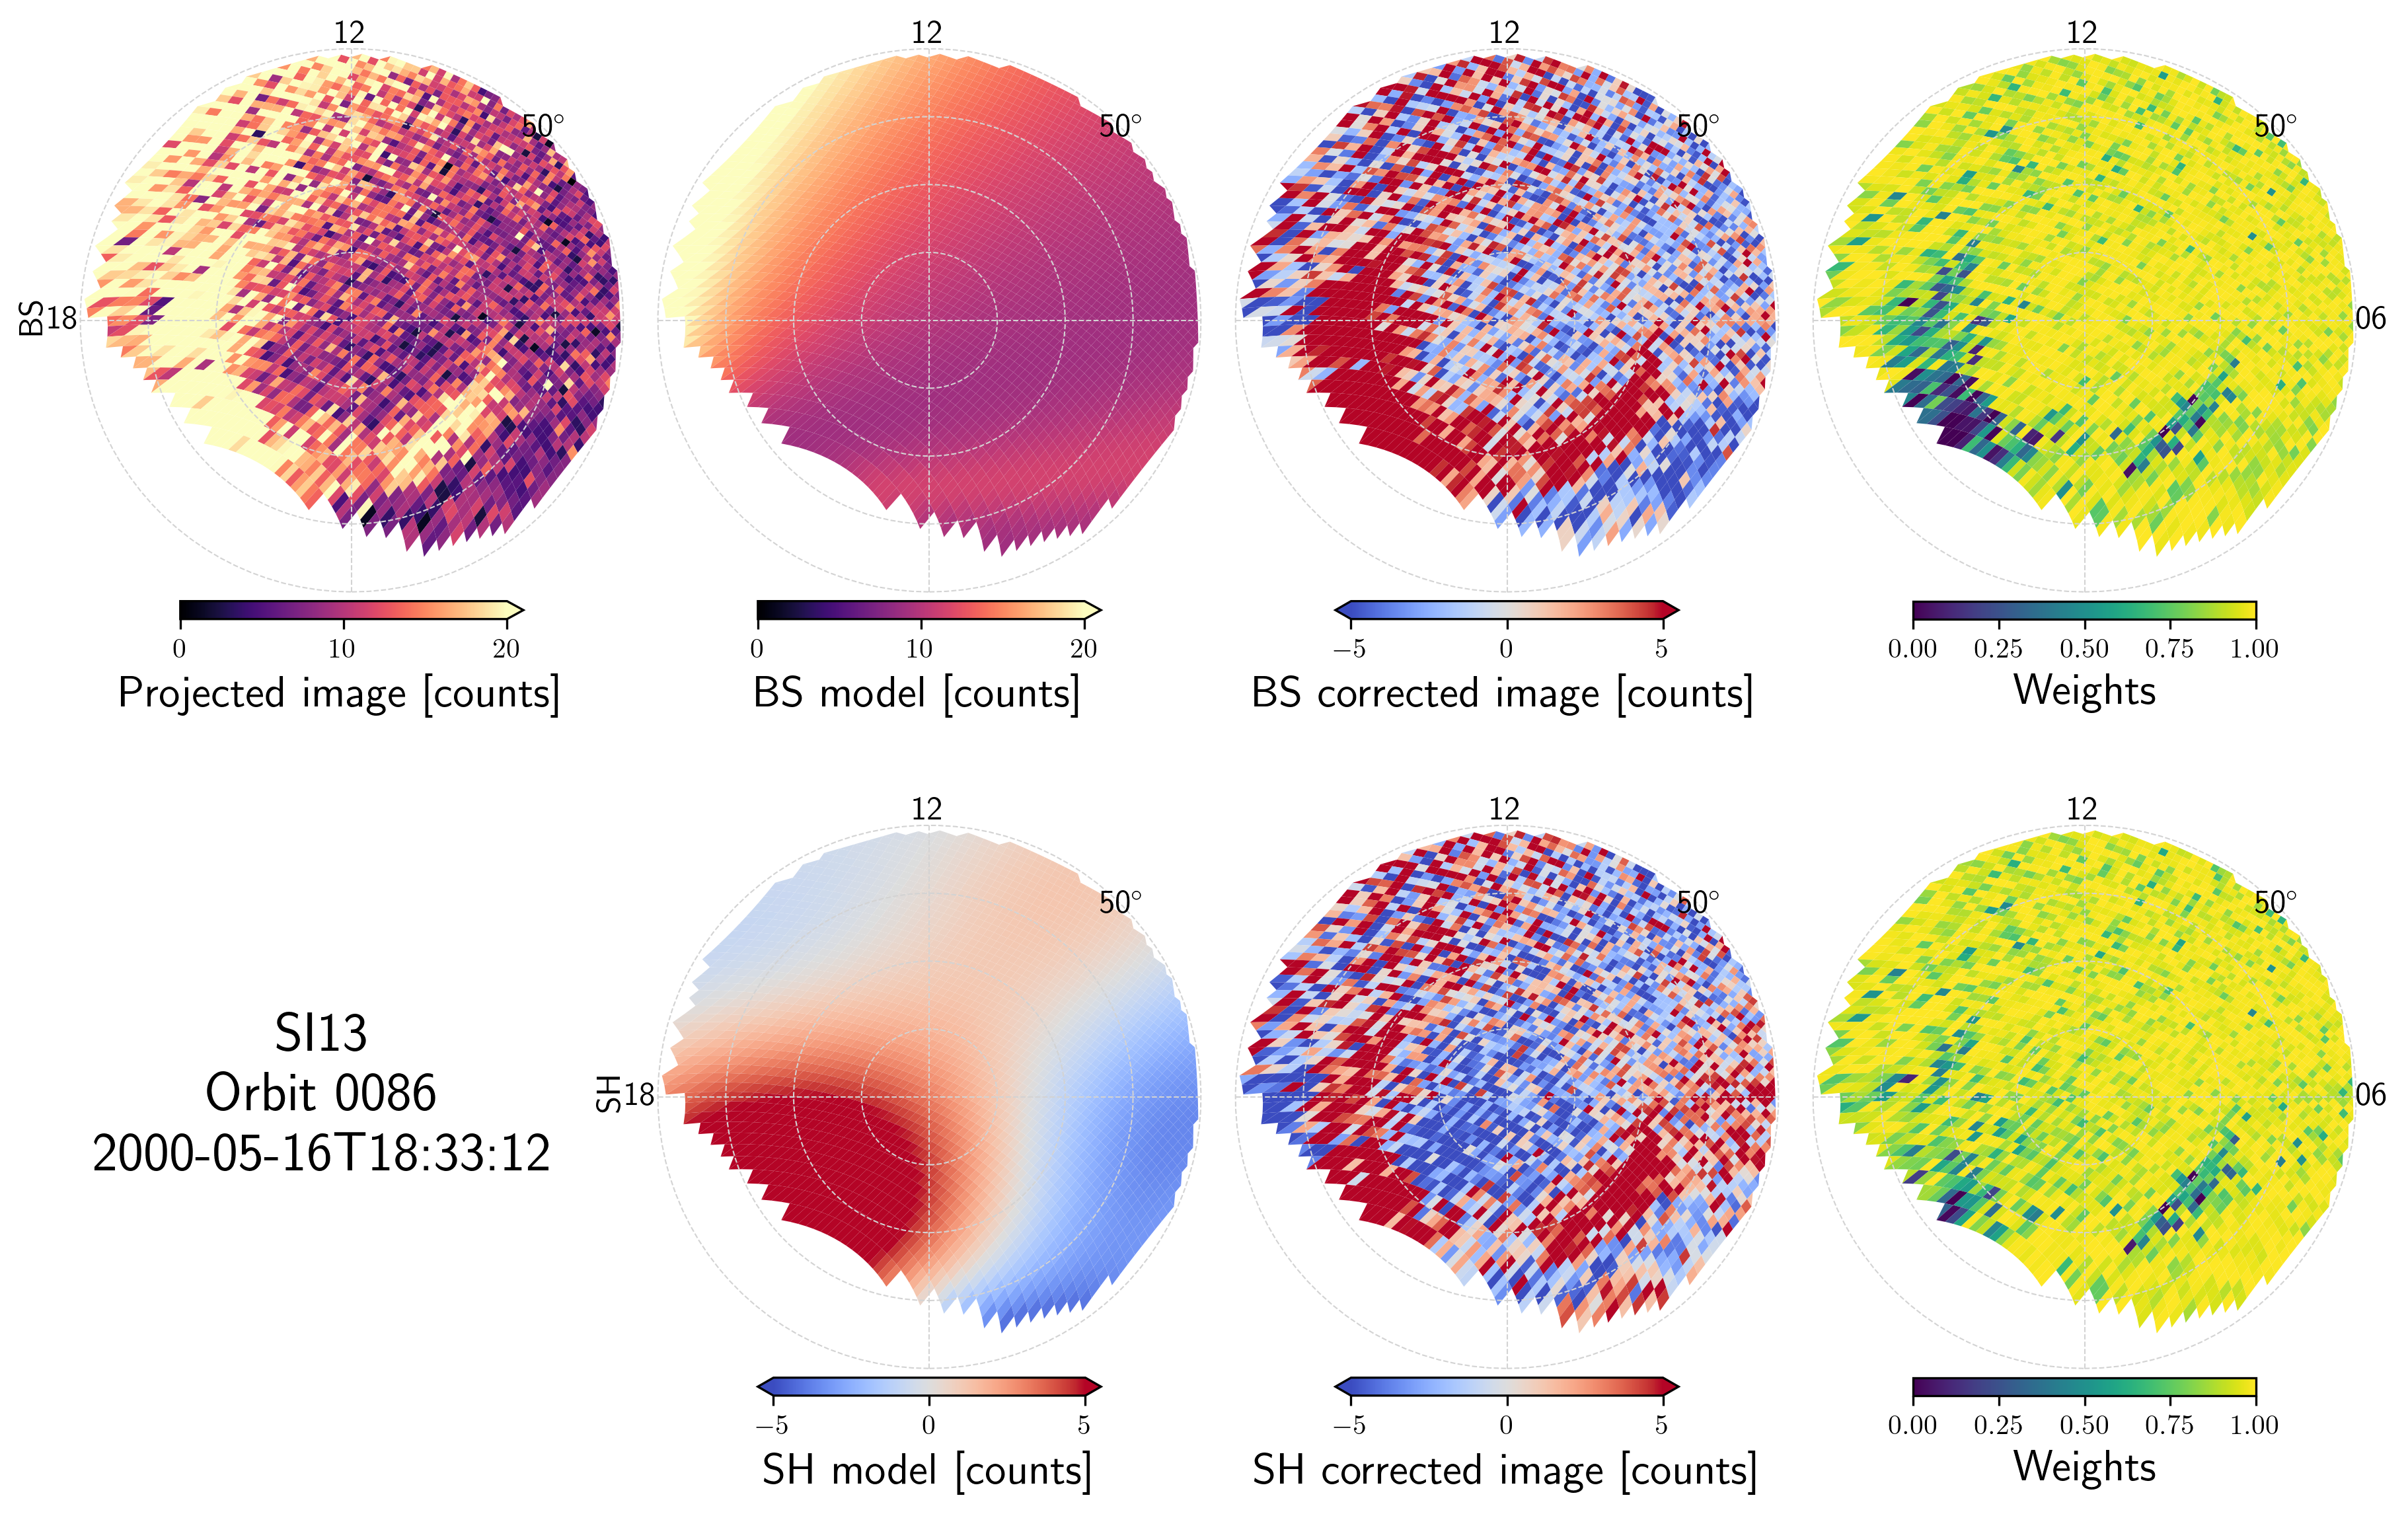 12 12 12 12
50° 50° 50° 50°
BS 18 06
0 10 20 0 10 20 −5 0 5 0.00 0.25 0.50 0.75 1.00
Projected image [counts] BS model [counts] BS corrected image [counts] Weights
12 12 12
50° 50° 50°
SI13
Orbit 0086
2000-05-16T18:33:12
SH 18 06
−5 0 5 −5 0 5 0.00 0.25 0.50 0.75 1.00
SH model [counts] SH corrected image [counts] Weights